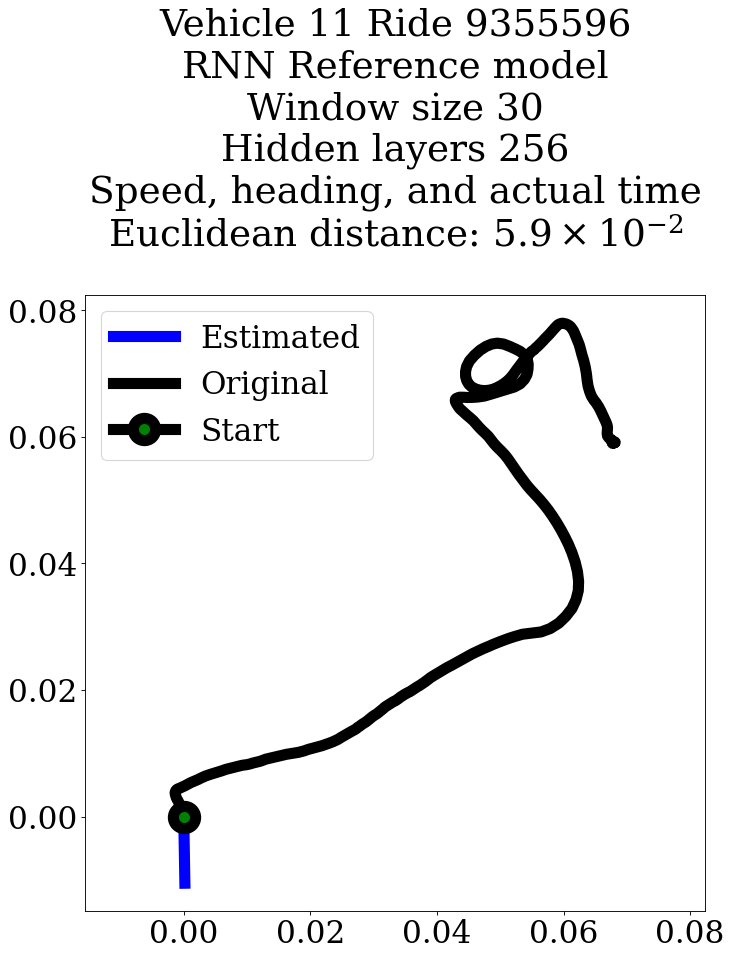 Vehicle 11 Ride 9355596
RNN Reference model
Window size 30
Hidden layers 256
Speed, heading, and actual time
Euclidean distance: 5.9 × 10⁻²
Estimated
Original
Start
0.08
0.06
0.04
0.02
0.00
0.00 0.02 0.04 0.06 0.08